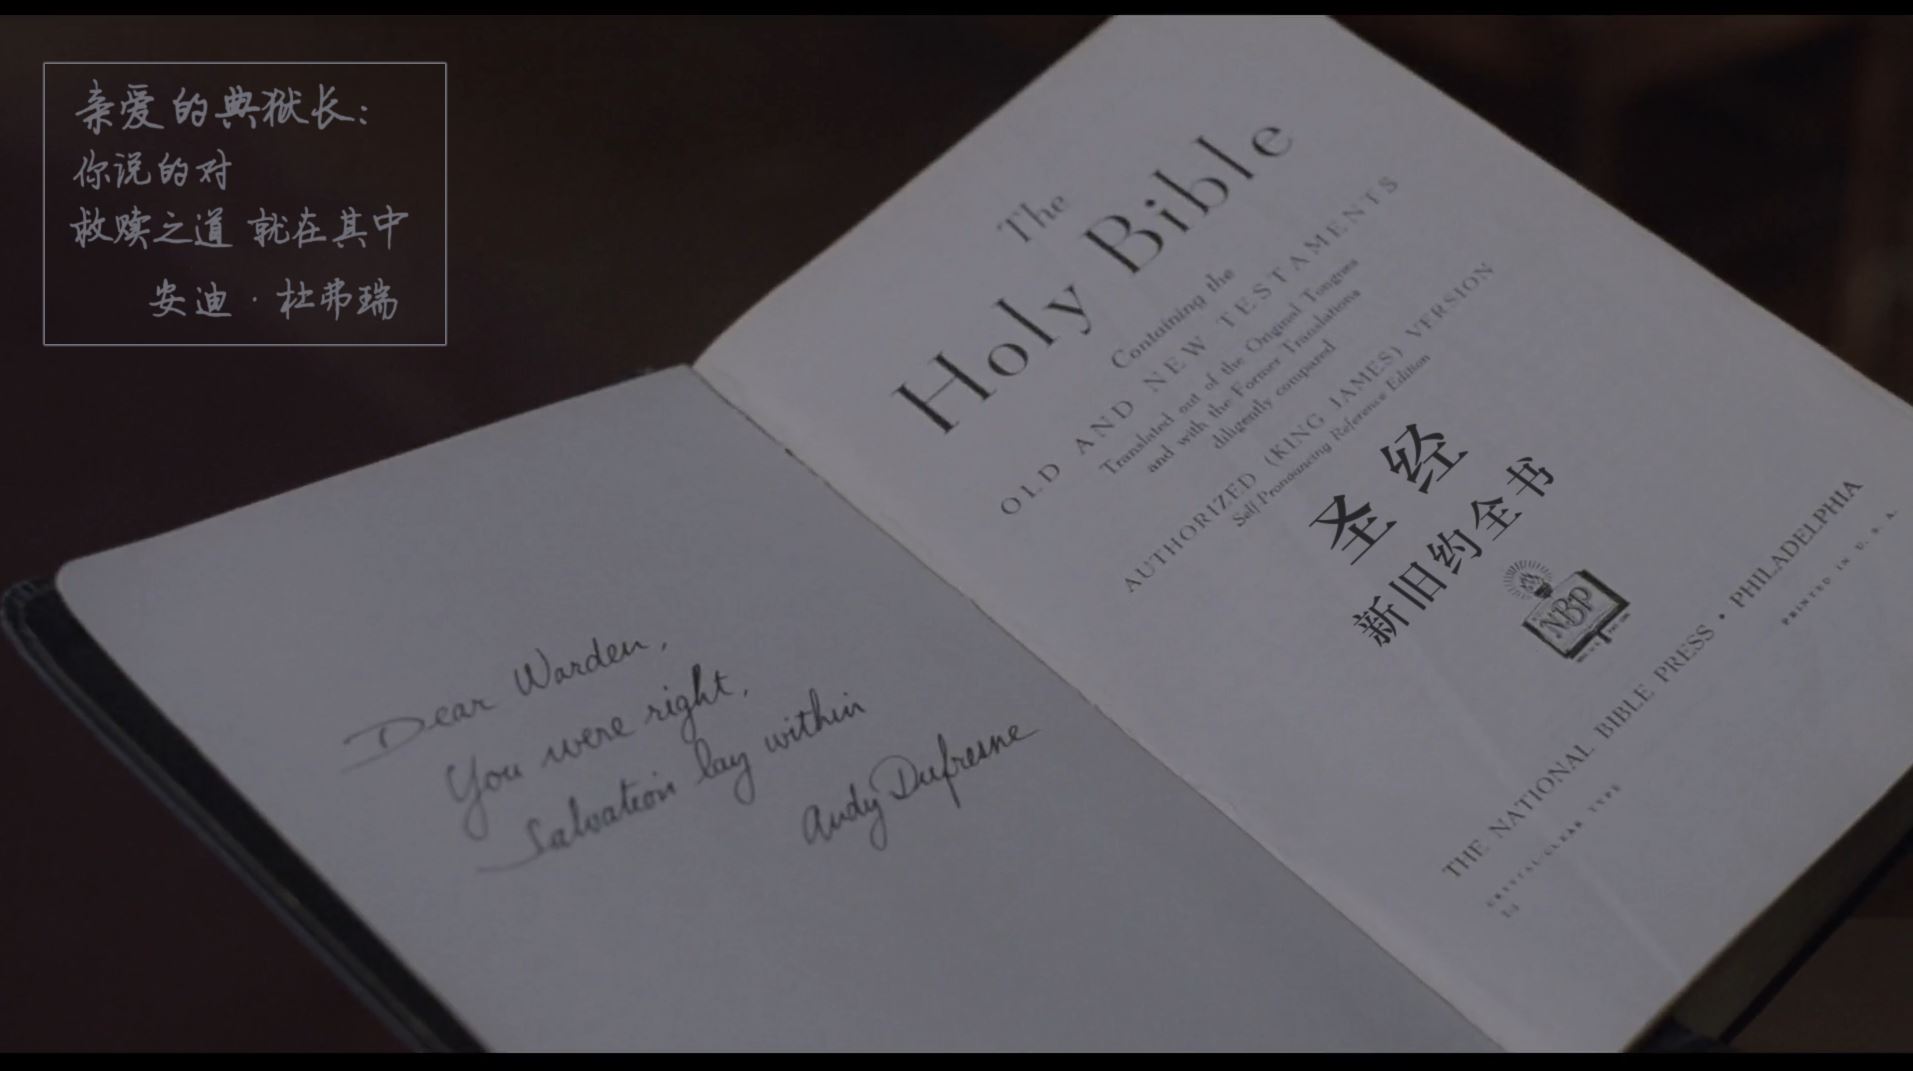 亲爱的典狱长:
你说的对
救赎之道 就在其中
安迪·杜弗瑞
Dear Warden,
You were right,
Salvation lay within
Andy Dufresne
The
Holy Bible
Containing the
OLD AND NEW TESTAMENTS
Translated out of the Original Tongues
and with the Former Translations
diligently compared
AUTHORIZED (KING JAMES) VERSION
Self Pronouncing Reference Edition
圣经
新旧约全书
NBP
THE NATIONAL BIBLE PRESS · PHILADELPHIA
PRINTED IN U. S. A.
CRYSTAL-CLEAR TYPE